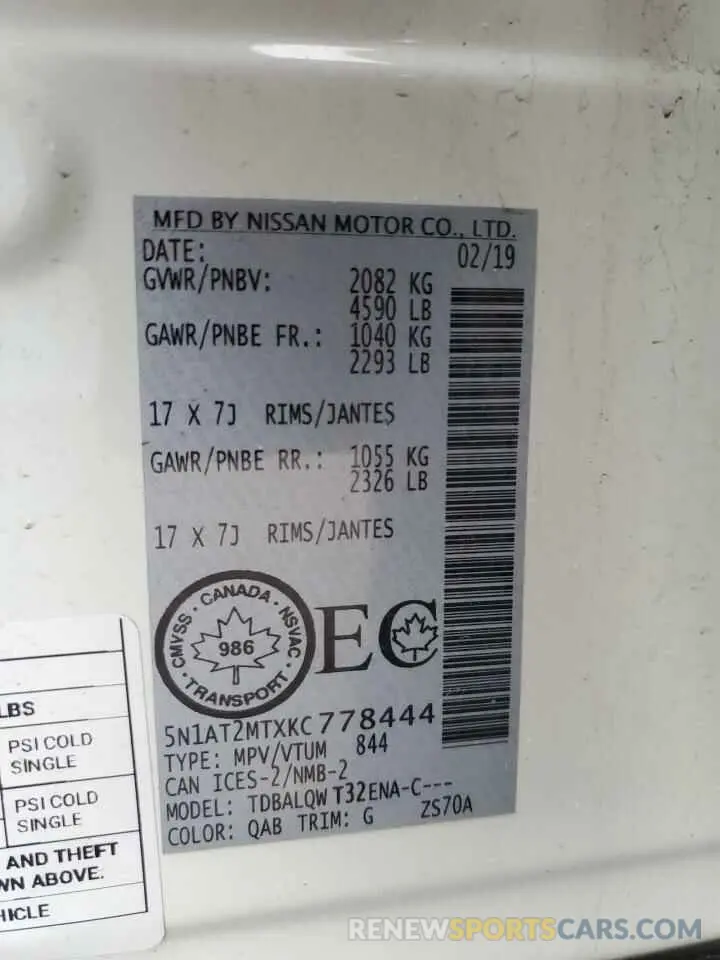 MFD BY NISSAN MOTOR CO., LTD.
DATE: 02/19
GVWR/PNBV: 2082 KG
4590 LB
GAWR/PNBE FR.: 1040 KG
2293 LB
17 X 7J RIMS/JANTES
GAWR/PNBE RR.: 1055 KG
2326 LB
17 X 7J RIMS/JANTES
CMVSS · CANADA · NSVAC
986
· TRANSPORT ·
EC
5N1AT2MTXKC778444
TYPE: MPV/VTUM 844
CAN ICES-2/NMB-2
MODEL: TDBALQW T32ENA-C---
COLOR: QAB TRIM: G ZS70A
LBS
PSI COLD
SINGLE
PSI COLD
SINGLE
AND THEFT
WN ABOVE.
HICLE
RENEWSPORTSCARS.COM